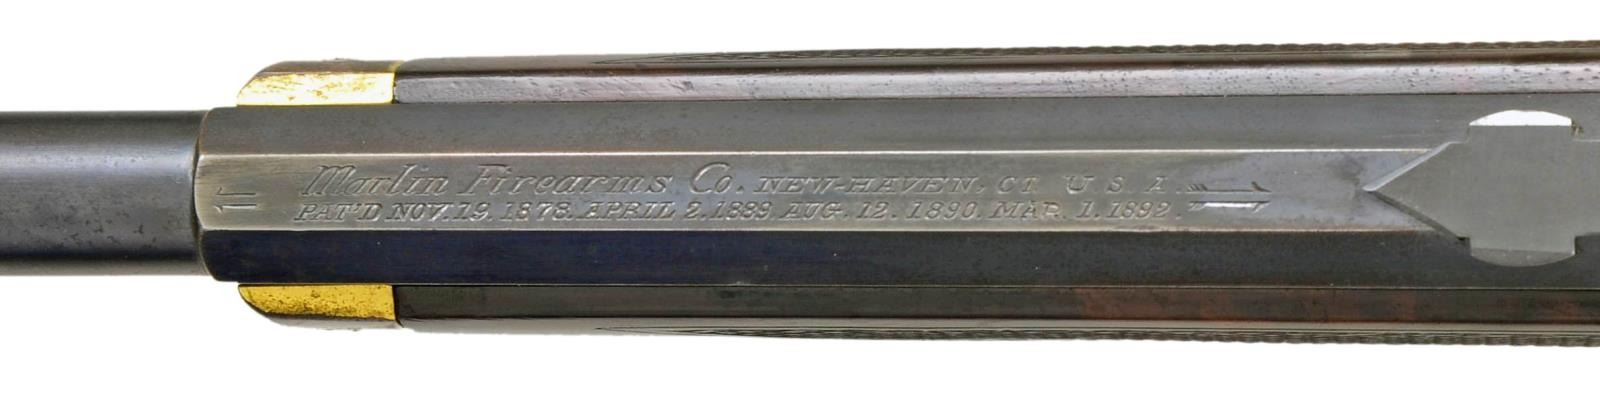 Marlin Firearms Co. NEW-HAVEN, CT U. S. A.
PAT'D NOV. 19. 1878. APRIL 2. 1889. AUG. 12. 1890. MAR. 1. 1892.